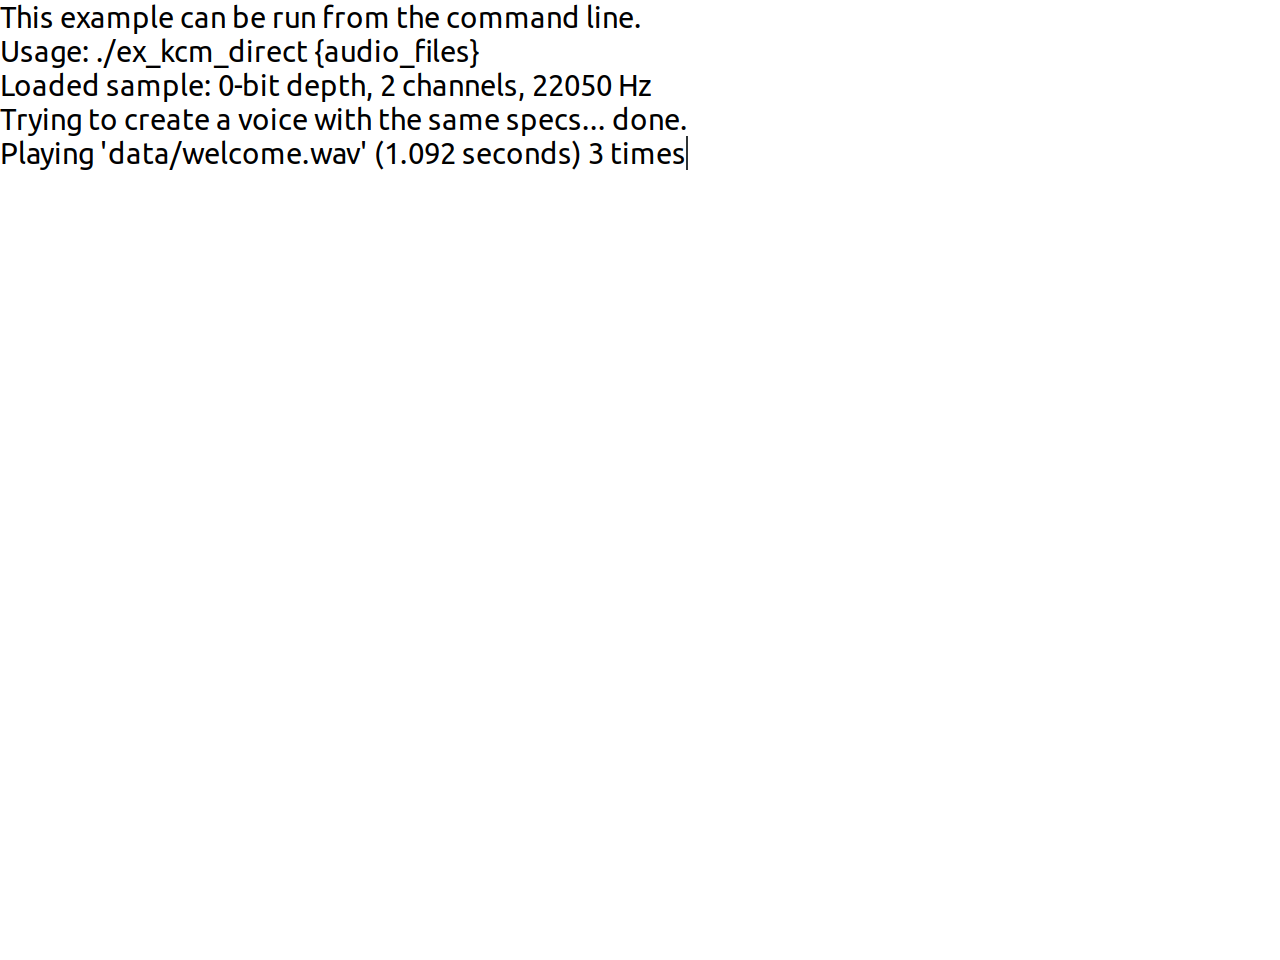 This example can be run from the command line.
Usage: ./ex_kcm_direct {audio_files}
Loaded sample: 0-bit depth, 2 channels, 22050 Hz
Trying to create a voice with the same specs... done.
Playing 'data/welcome.wav' (1.092 seconds) 3 times